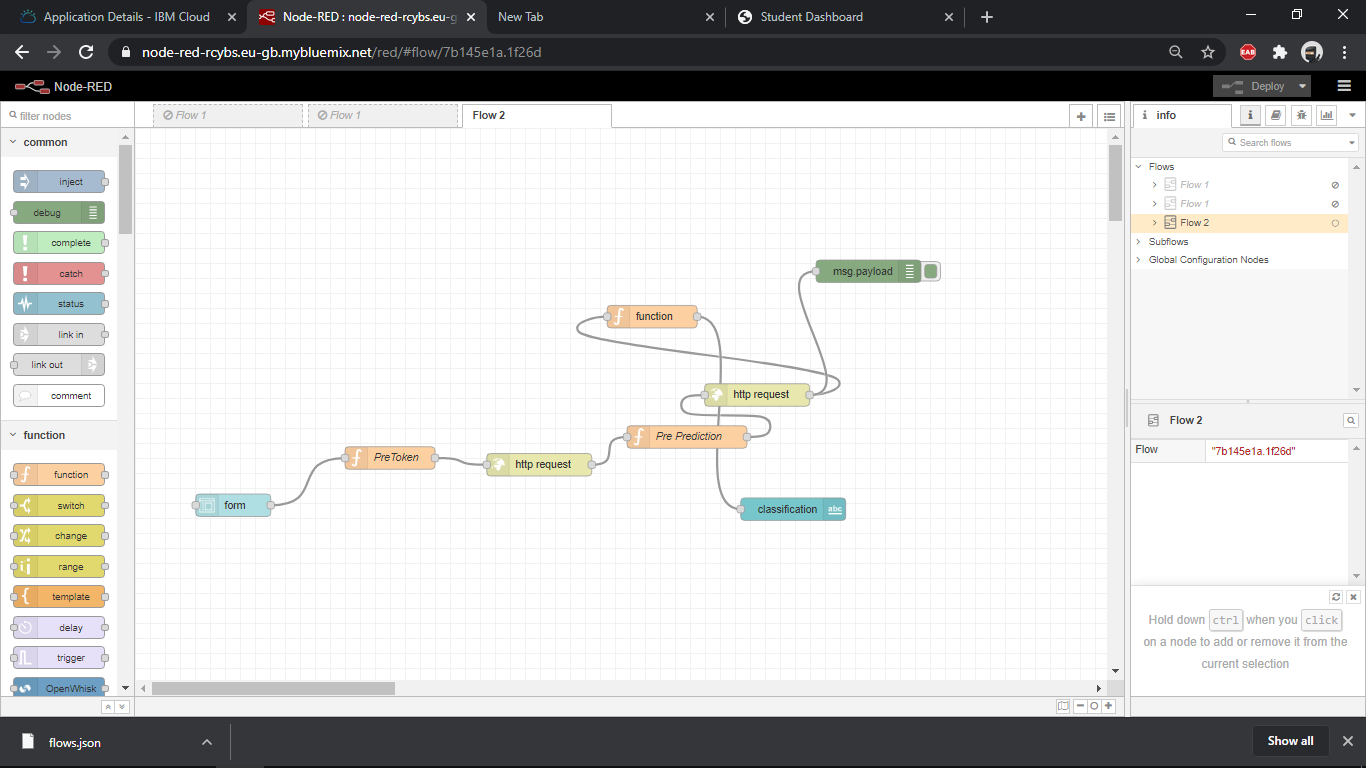 Application Details - IBM Cloud
Node-RED : node-red-rcybs.eu-g
New Tab
Student Dashboard
node-red-rcybs.eu-gb.mybluemix.net/red/#flow/7b145e1a.1f26d
EAB
Node-RED
Deploy
filter nodes
Flow 1
Flow 1
Flow 2
i info
i
Search flows
common
inject
debug
complete
catch
status
link in
link out
comment
function
function
switch
change
range
template
delay
trigger
OpenWhisk
form
PreToken
http request
Pre Prediction
http request
function
msg.payload
classification
abc
Flows
Flow 1
Flow 1
Flow 2
Subflows
Global Configuration Nodes
Flow 2
Flow "7b145e1a.1f26d"
Hold down ctrl when you click
on a node to add or remove it from the
current selection
flows.json
Show all